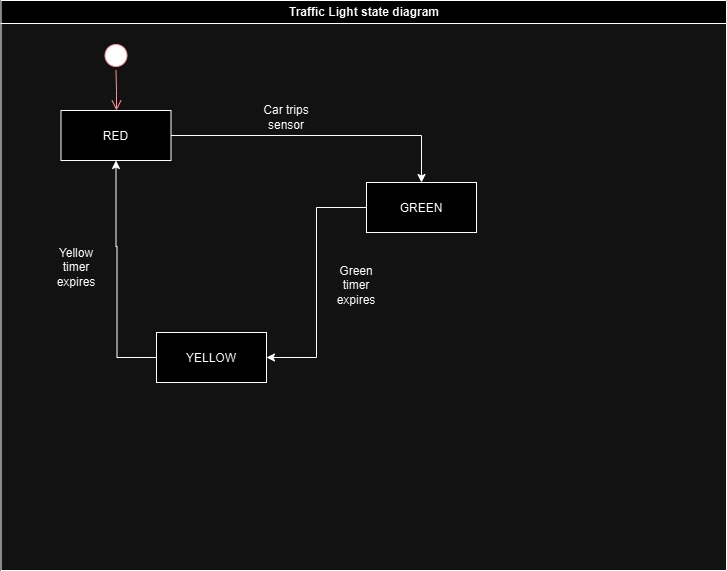 Traffic Light state diagram
RED
Car trips
sensor
GREEN
Yellow
timer
expires
Green
timer
expires
YELLOW